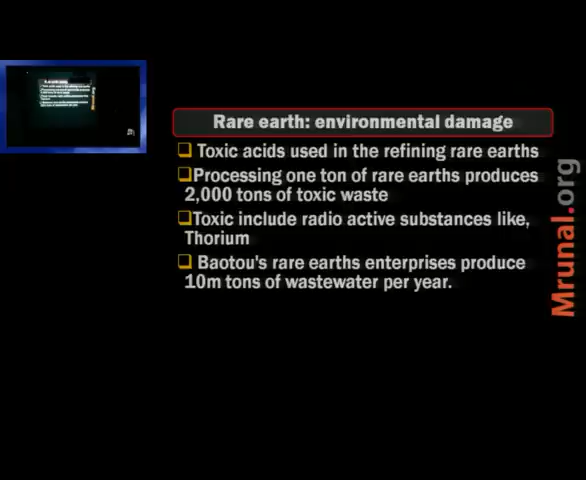 Rare earth: environmental damage
Toxic acids used in the refining rare earths
Processing one ton of rare earths produces
2,000 tons of toxic waste
Toxic include radio active substances like,
Thorium
Baotou's rare earths enterprises produce
10m tons of wastewater per year.
Mrunal.org